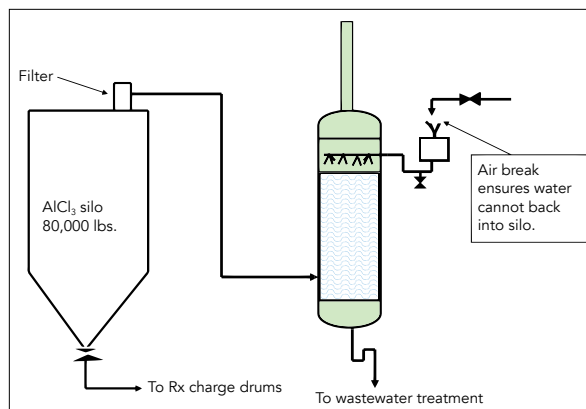 Filter
AlCl₃ silo
80,000 lbs.
Air break
ensures water
cannot back
into silo.
To Rx charge drums
To wastewater treatment